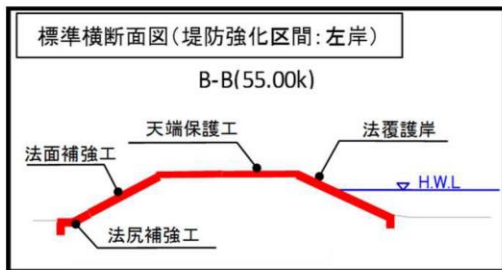 標準横断面図(堤防強化区間:左岸)
B-B(55.00k)
天端保護工
法覆護岸
法面補強工
H.W.L
法尻補強工